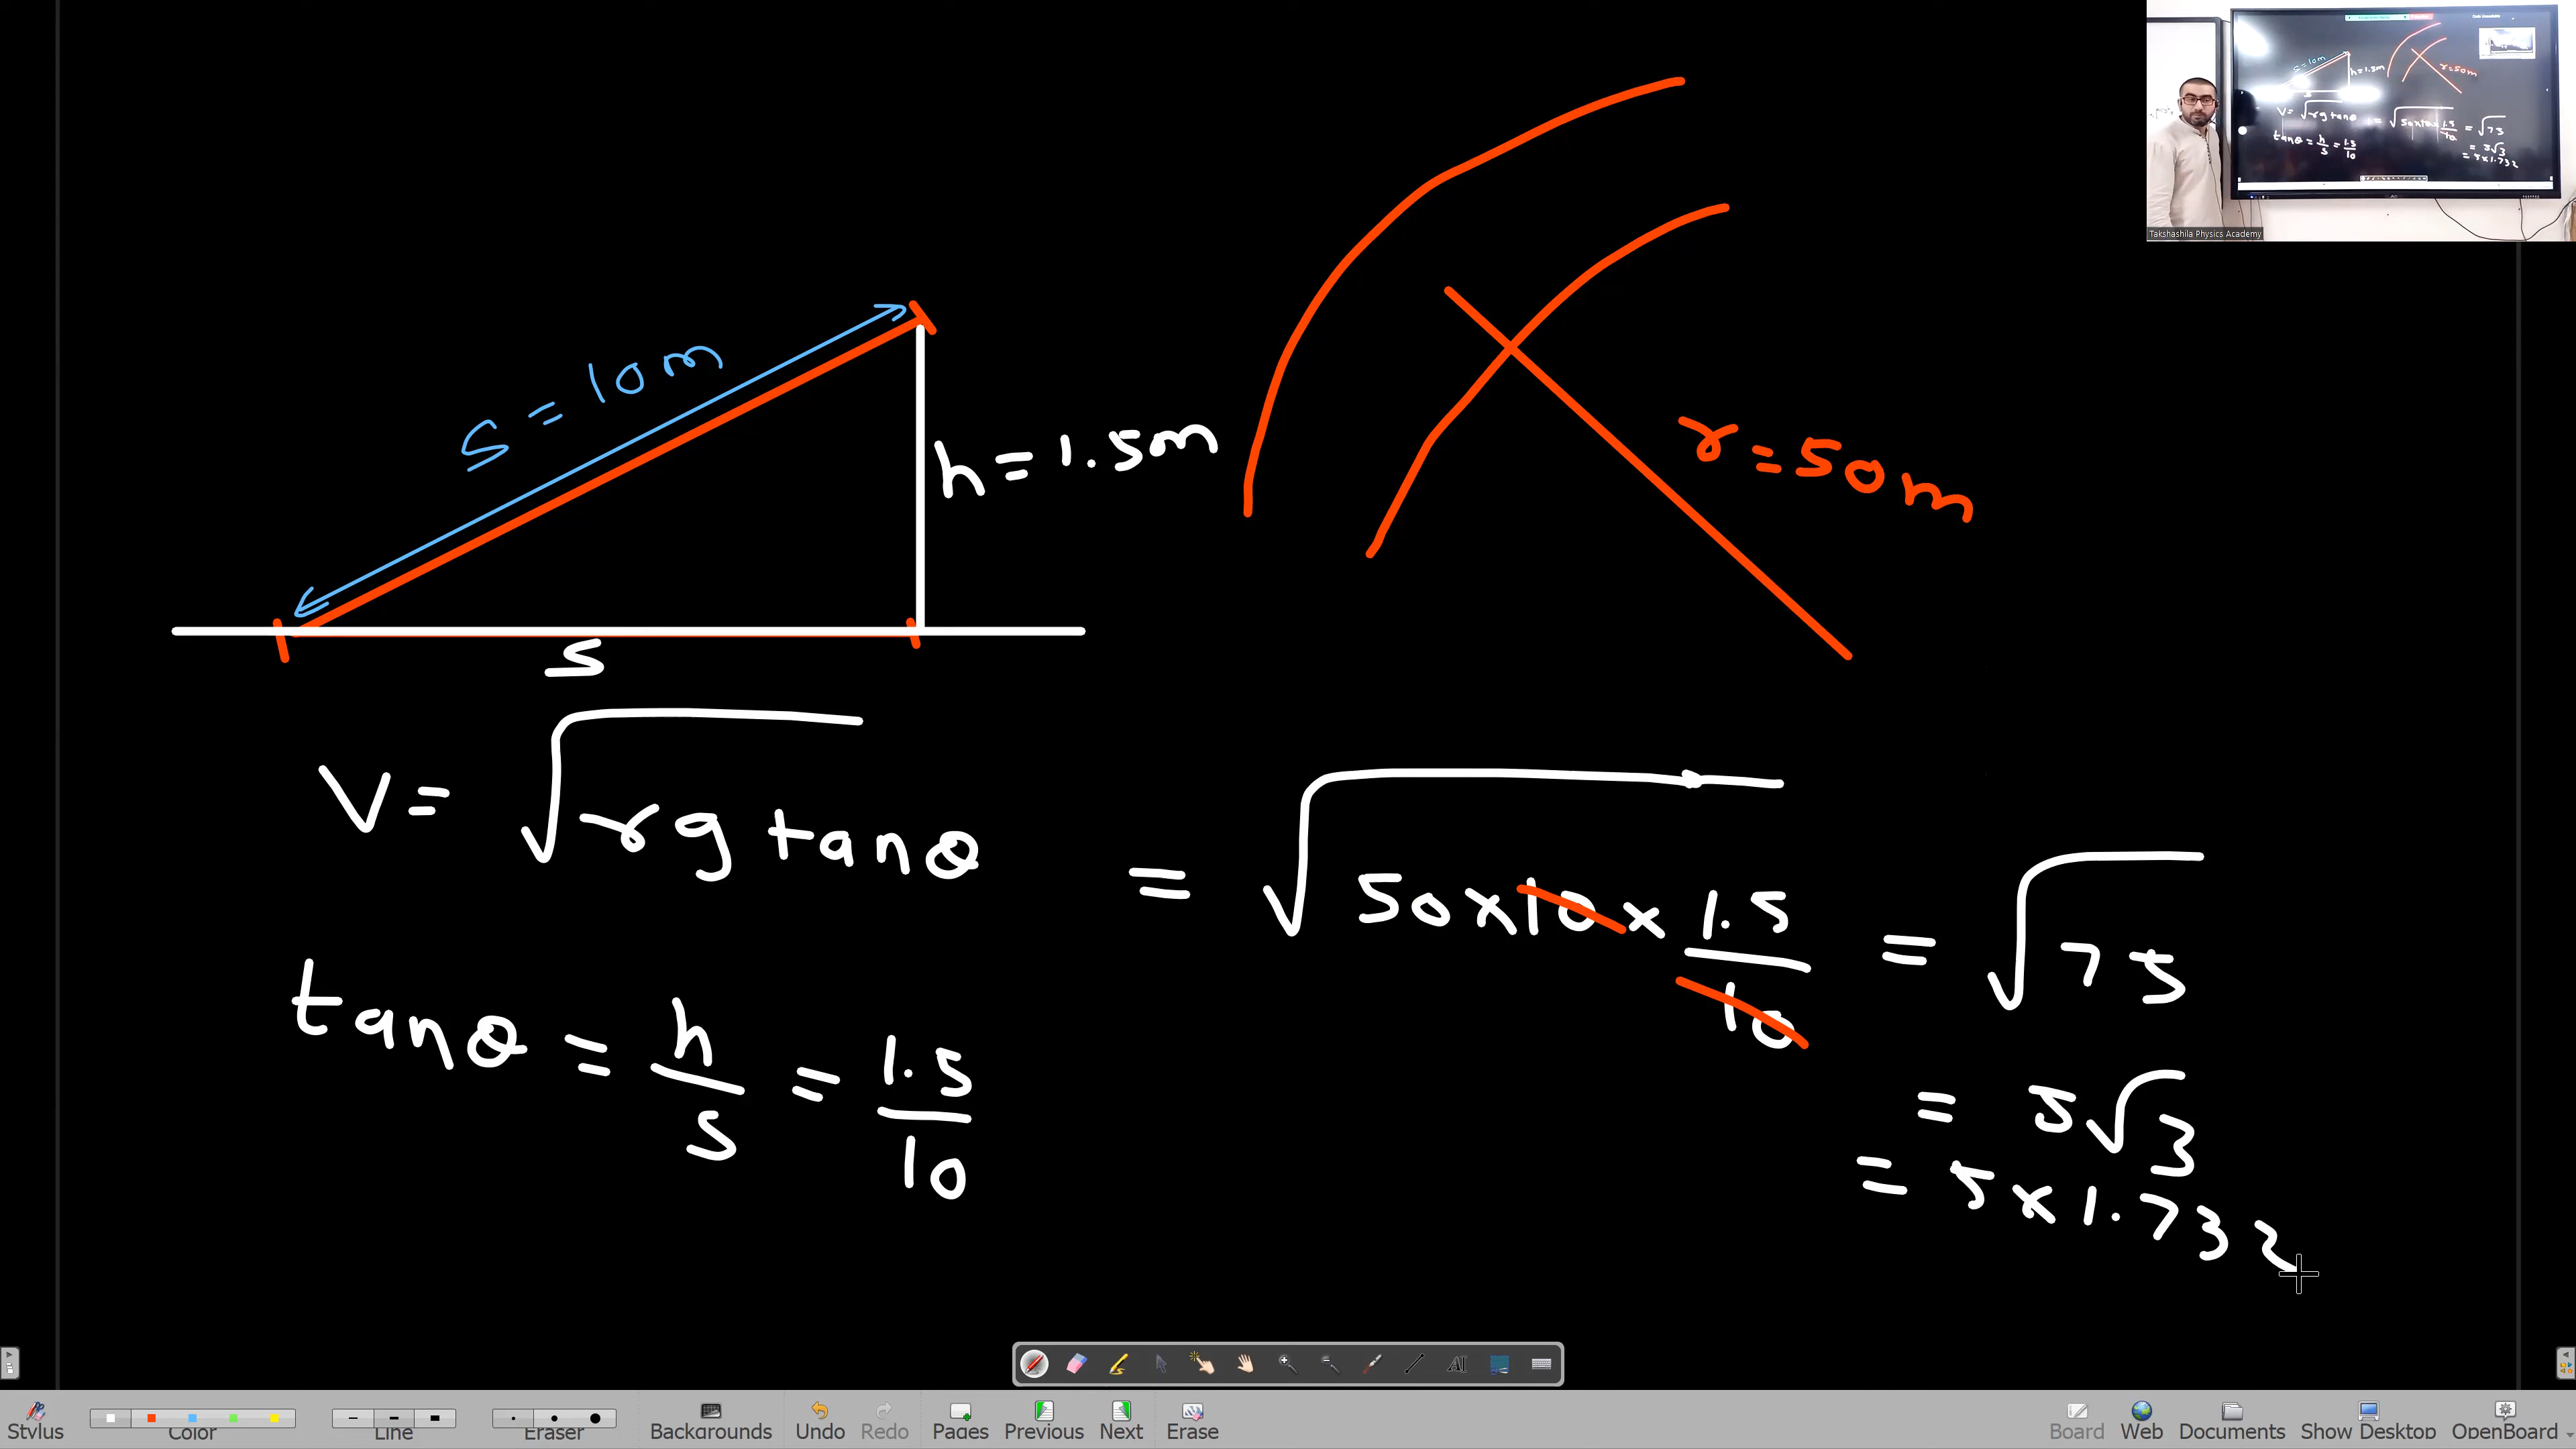 Takshashila Physics Academy
S = 10m
h = 1.5m
r = 50m
S
V = √rg tanθ = √50×10×1.5/10 = √75
tanθ = h/s = 1.5/10
= 5√3
= 5×1.732
Stylus Color Line Eraser Backgrounds Undo Redo Pages Previous Next Erase Board Web Documents Show Desktop OpenBoard